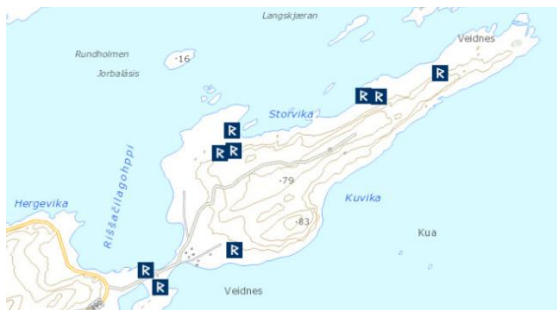 Langskjæran
Veidnes
Rundholmen
-16
Jorbalásis
Storvika
-79
Kuvika
Hergevika
Riššačilagohppi
-83
Kua
Veidnes